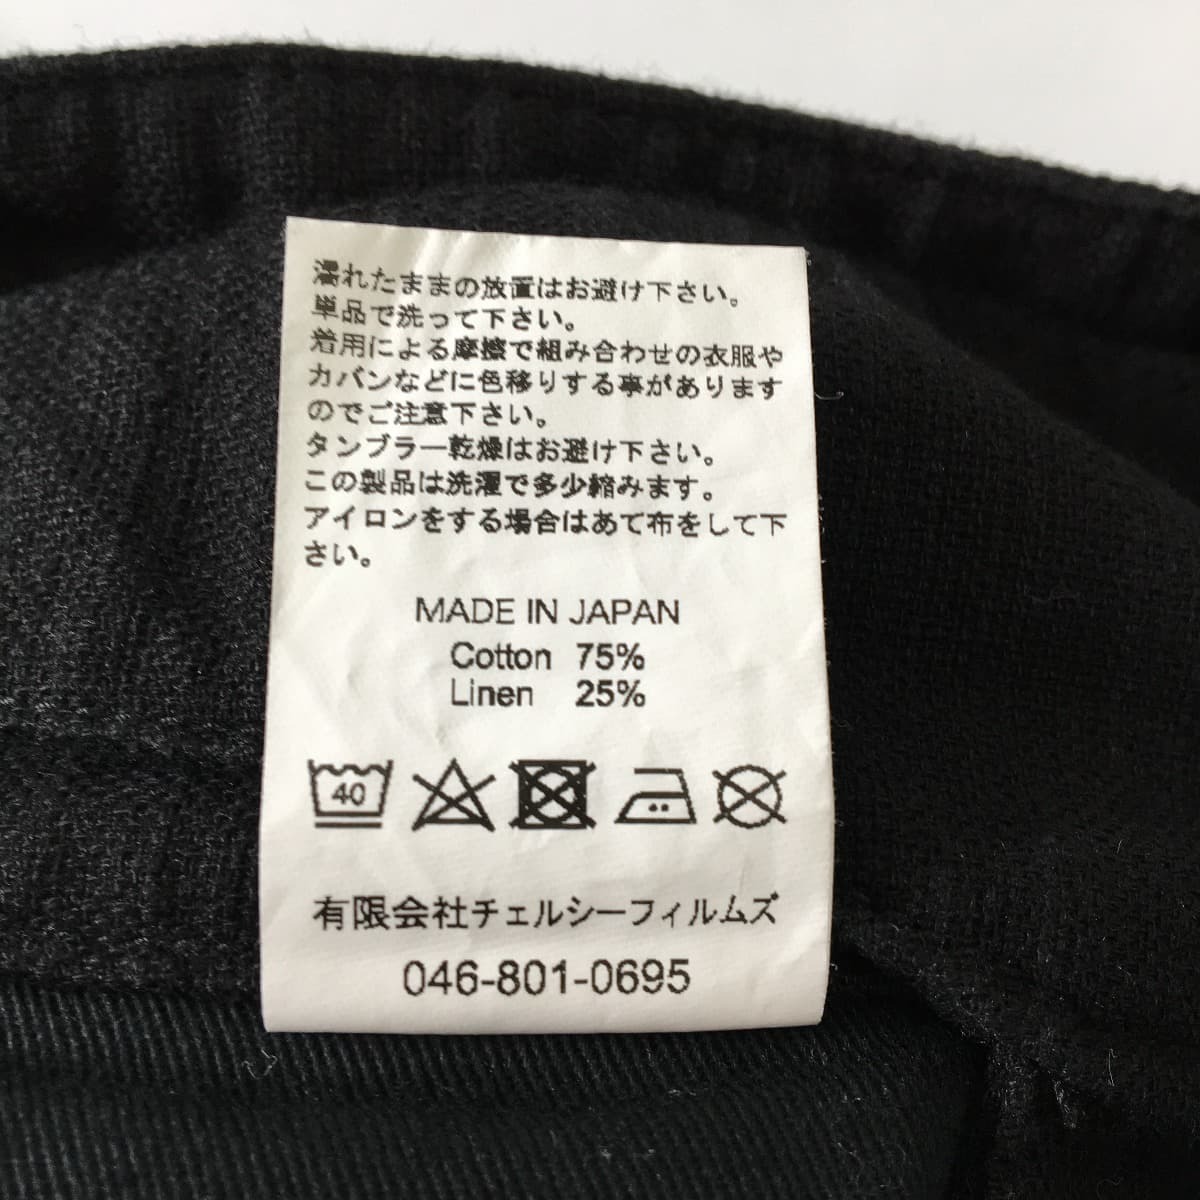 濡れたままの放置はお避け下さい。
単品で洗って下さい。
着用による摩擦で組み合わせの衣服や
カバンなどに色移りする事があります
のでご注意下さい。
タンブラー乾燥はお避け下さい。
この製品は洗濯で多少縮みます。
アイロンをする場合はあて布をして下
さい。
MADE IN JAPAN
Cotton 75%
Linen 25%
40
有限会社チェルシーフィルムズ
046-801-0695